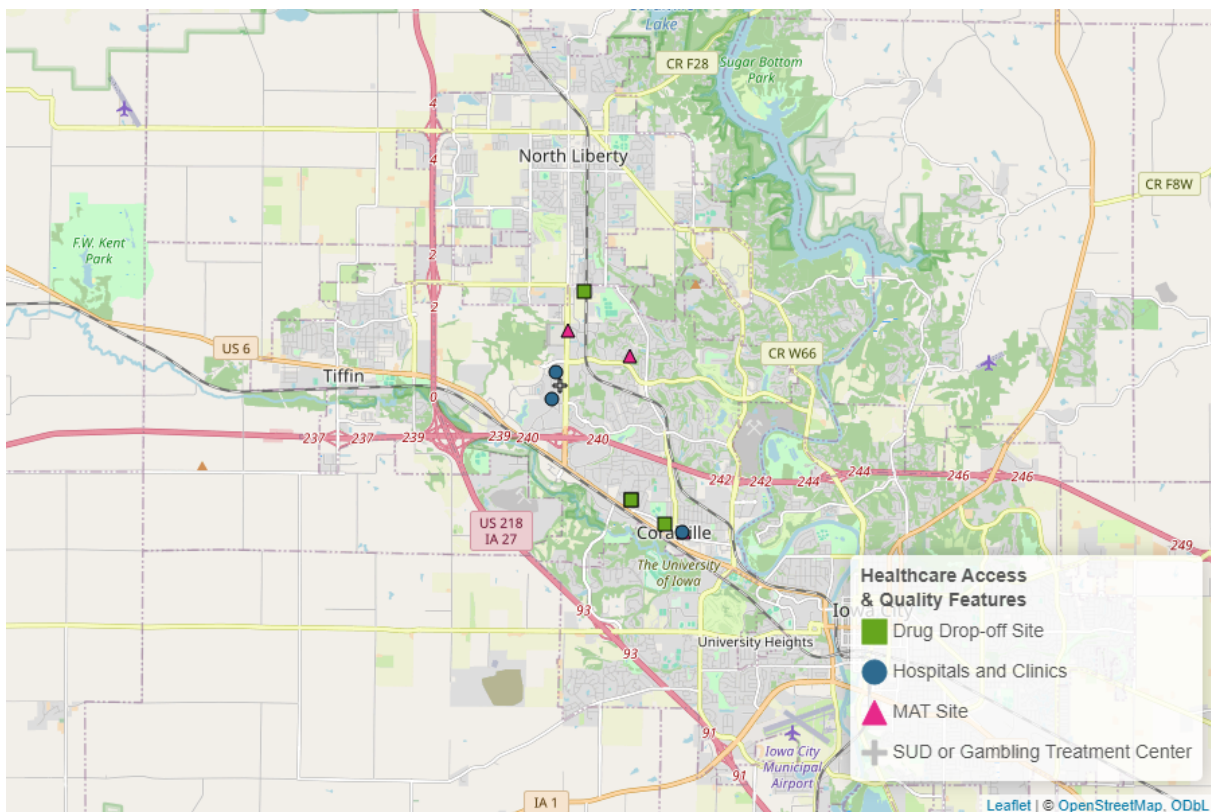 Lake
CR F28
Sugar Bottom
Park
4
4
North Liberty
CR F8W
F.W. Kent
Park
2
2
US 6
CR W66
Tiffin
0
237
237
239
239
240
240
242
242
244
244
246
246
249
US 218
IA 27
Coralville
The University
of Iowa
93
93
University Heights
Iowa City
91
91
Iowa City
Municipal
Airport
IA 1
Healthcare Access
& Quality Features
Drug Drop-off Site
Hospitals and Clinics
MAT Site
SUD or Gambling Treatment Center
Leaflet | © OpenStreetMap, ODbL